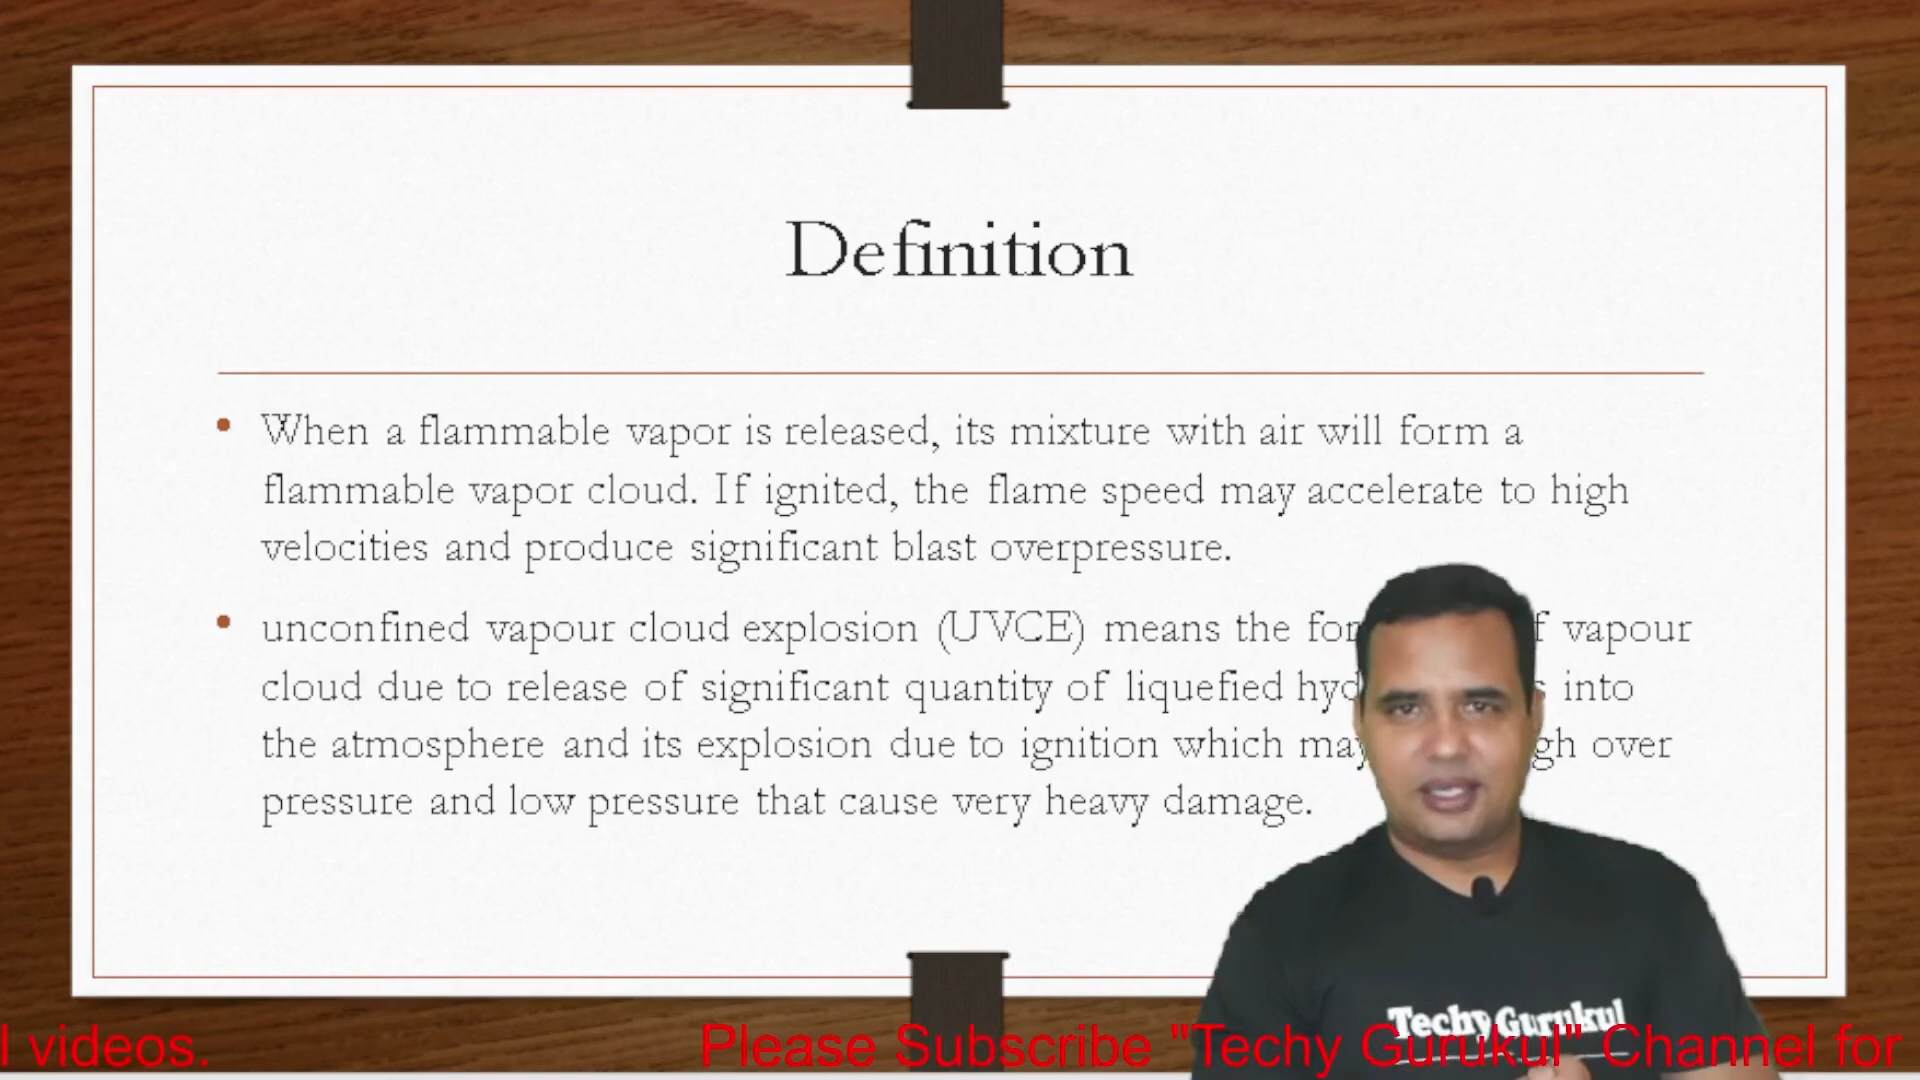 Definition
When a flammable vapor is released, its mixture with air will form a
flammable vapor cloud. If ignited, the flame speed may accelerate to high
velocities and produce significant blast overpressure.
unconfined vapour cloud explosion (UVCE) means the vapour
cloud due to release of significant quantity of liquefied into
the atmosphere and its explosion due to ignition which may over
pressure and low pressure that cause very heavy damage.
Techy Gurukul
videos. Please Subscribe "Techy Gurukul" Channel for